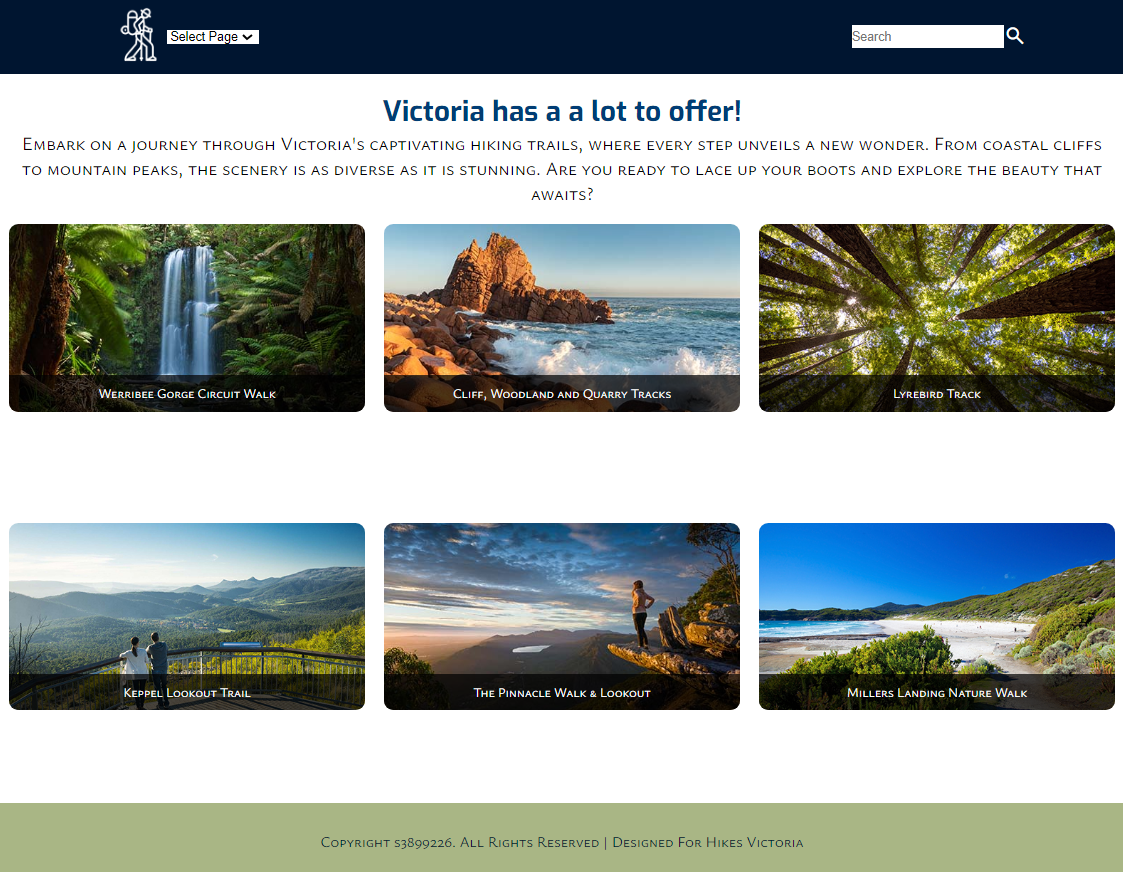 Select Page
Search
Victoria has a a lot to offer!
Embark on a journey through Victoria's captivating hiking trails, where every step unveils a new wonder. From coastal cliffs
to mountain peaks, the scenery is as diverse as it is stunning. Are you ready to lace up your boots and explore the beauty that
awaits?
Werribee Gorge Circuit Walk
Cliff, Woodland and Quarry Tracks
Lyrebird Track
Keppel Lookout Trail
The Pinnacle Walk & Lookout
Millers Landing Nature Walk
Copyright s3899226. All Rights Reserved | Designed For Hikes Victoria